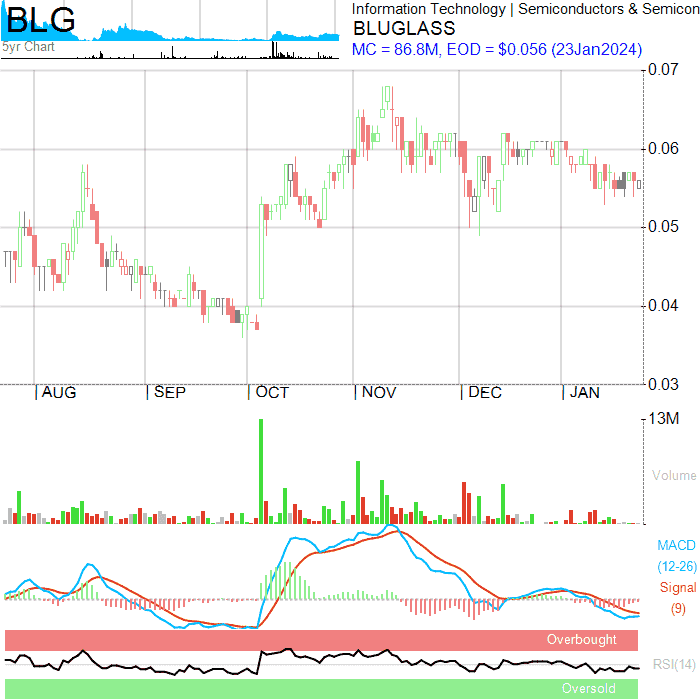 BLG
5yr Chart
Information Technology | Semiconductors & Semicon
BLUGLASS
MC = 86.8M, EOD = $0.056 (23Jan2024)
0.07
0.06
0.05
0.04
0.03
| AUG | SEP | OCT | NOV | DEC | JAN
13M
Volume
MACD
(12-26)
Signal
(9)
Overbought
RSI(14)
Oversold